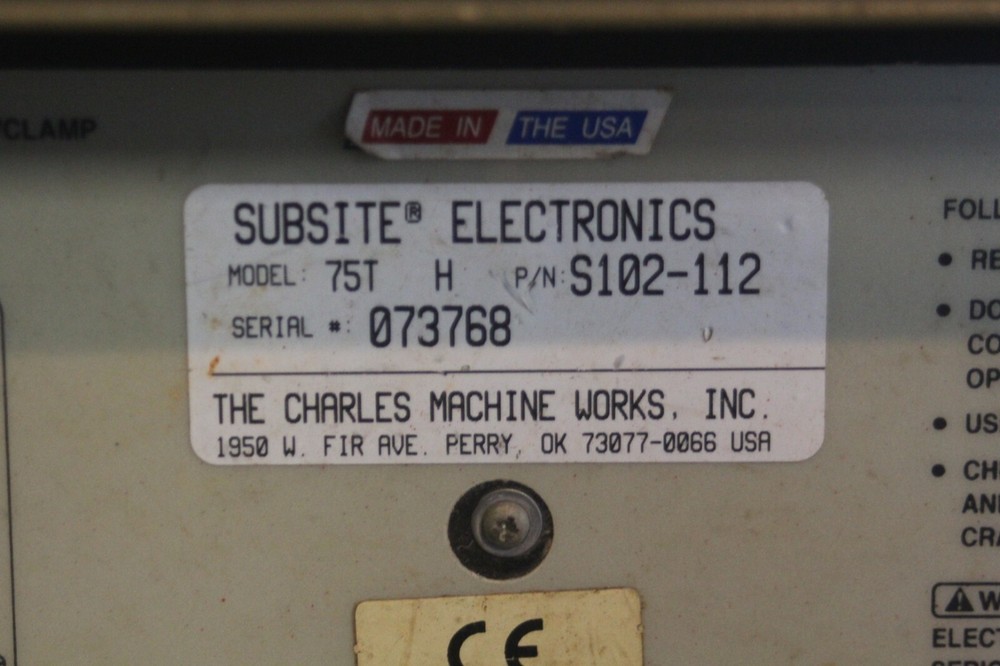 /CLAMP
MADE IN THE USA
SUBSITE® ELECTRONICS
MODEL: 75T H P/N: S102-112
SERIAL #: 073768
THE CHARLES MACHINE WORKS, INC.
1950 W. FIR AVE. PERRY, OK 73077-0066 USA
CE
FOLL
• RE
• DO
CO
OP
• US
• CH
AN
CRA
W
ELECT